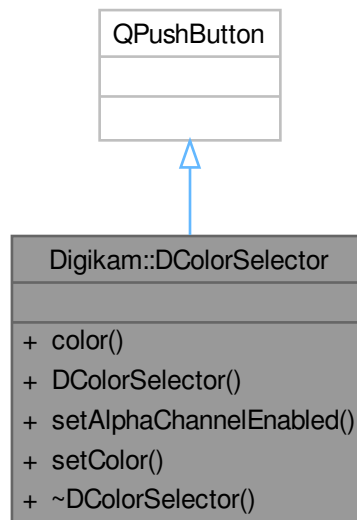 QPushButton
Digikam::DColorSelector
+ color()
+ DColorSelector()
+ setAlphaChannelEnabled()
+ setColor()
+ ~DColorSelector()